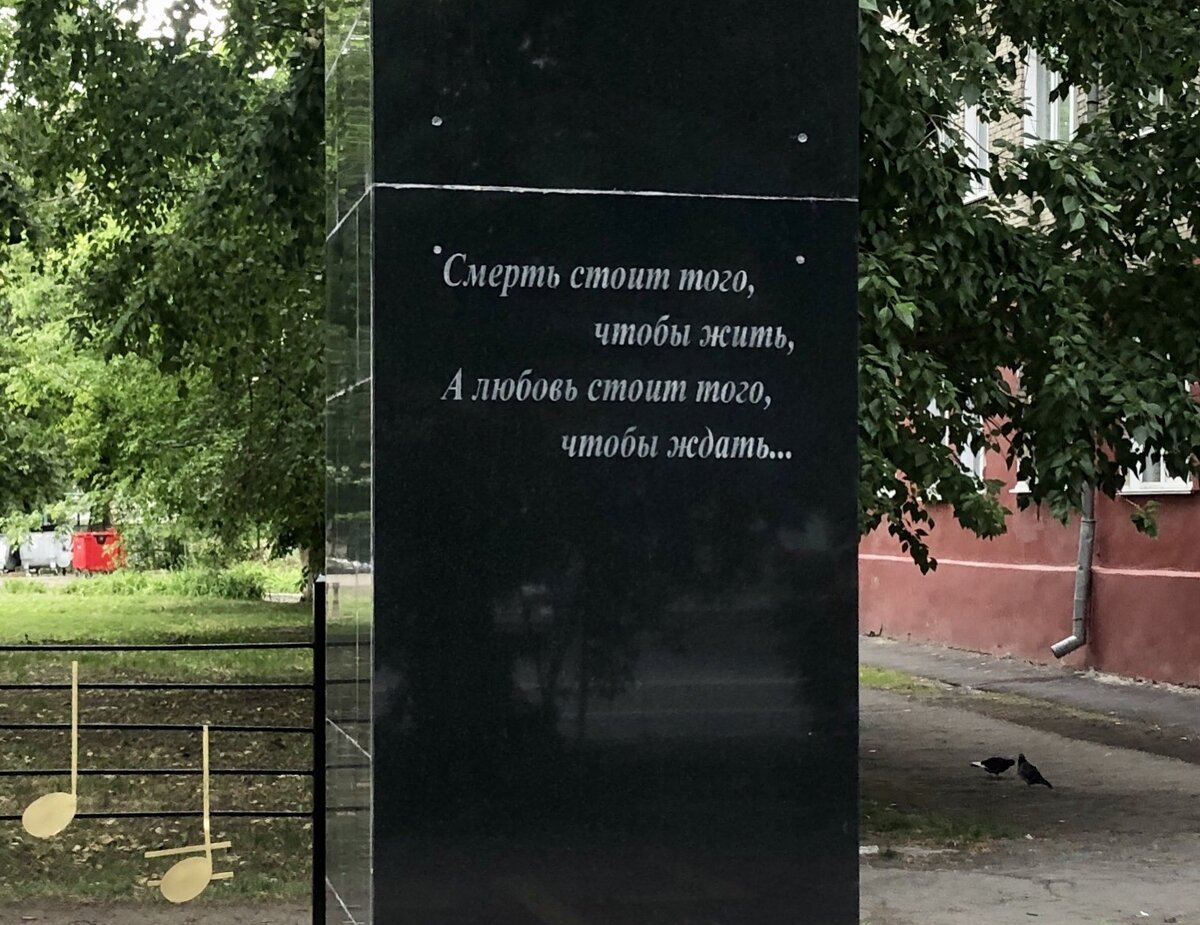 Смерть стоит того,
чтобы жить,
А любовь стоит того,
чтобы ждать...